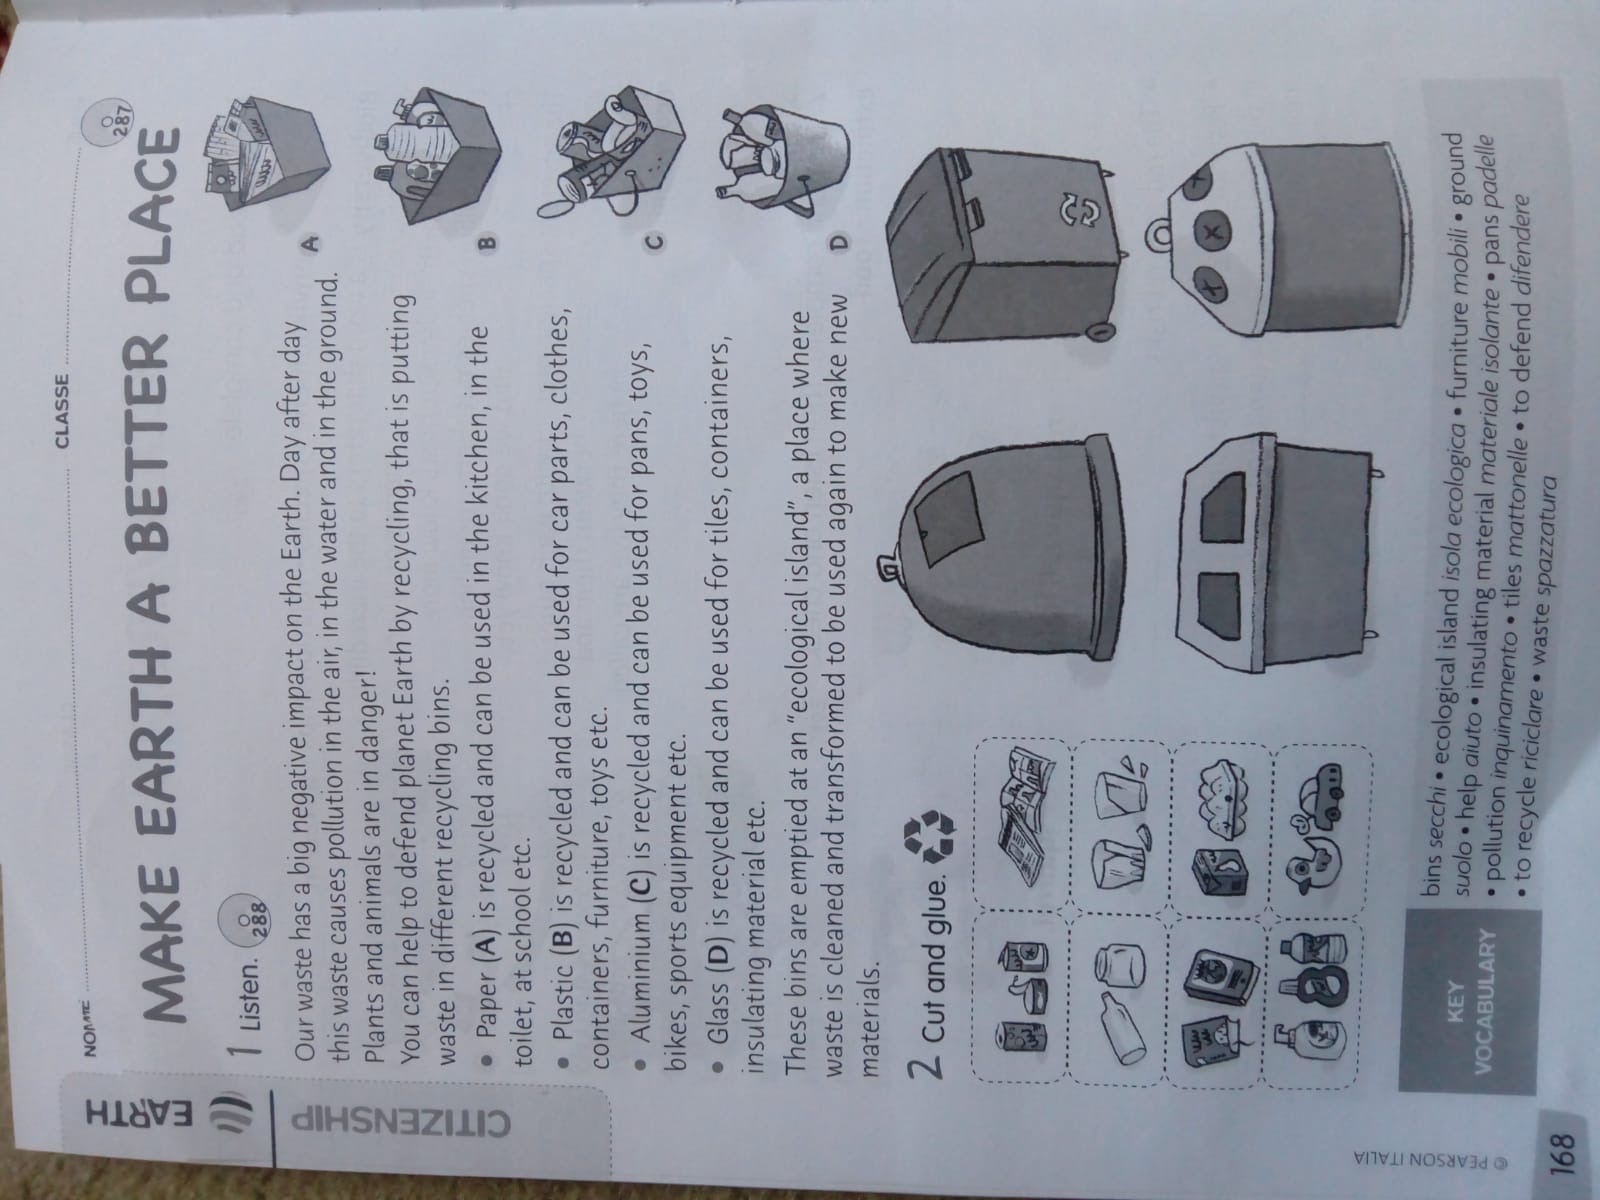 NOME CLASSE
EARTH
CITIZENSHIP
MAKE EARTH A BETTER PLACE
287
1 Listen. 288
Our waste has a big negative impact on the Earth. Day after day
this waste causes pollution in the air, in the water and in the ground.
Plants and animals are in danger!
You can help to defend planet Earth by recycling, that is putting
waste in different recycling bins.
• Paper (A) is recycled and can be used in the kitchen, in the
toilet, at school etc.
• Plastic (B) is recycled and can be used for car parts, clothes,
containers, furniture, toys etc.
• Aluminium (C) is recycled and can be used for pans, toys,
bikes, sports equipment etc.
• Glass (D) is recycled and can be used for tiles, containers,
insulating material etc.
These bins are emptied at an “ecological island”, a place where
waste is cleaned and transformed to be used again to make new
materials.
A
B
C
D
2 Cut and glue.
KEY
VOCABULARY
bins secchi • ecological island isola ecologica • furniture mobili • ground
suolo • help aiuto • insulating material materiale isolante • pans padelle
• pollution inquinamento • tiles mattonelle • to defend difendere
• to recycle riciclare • waste spazzatura
168
© PEARSON ITALIA